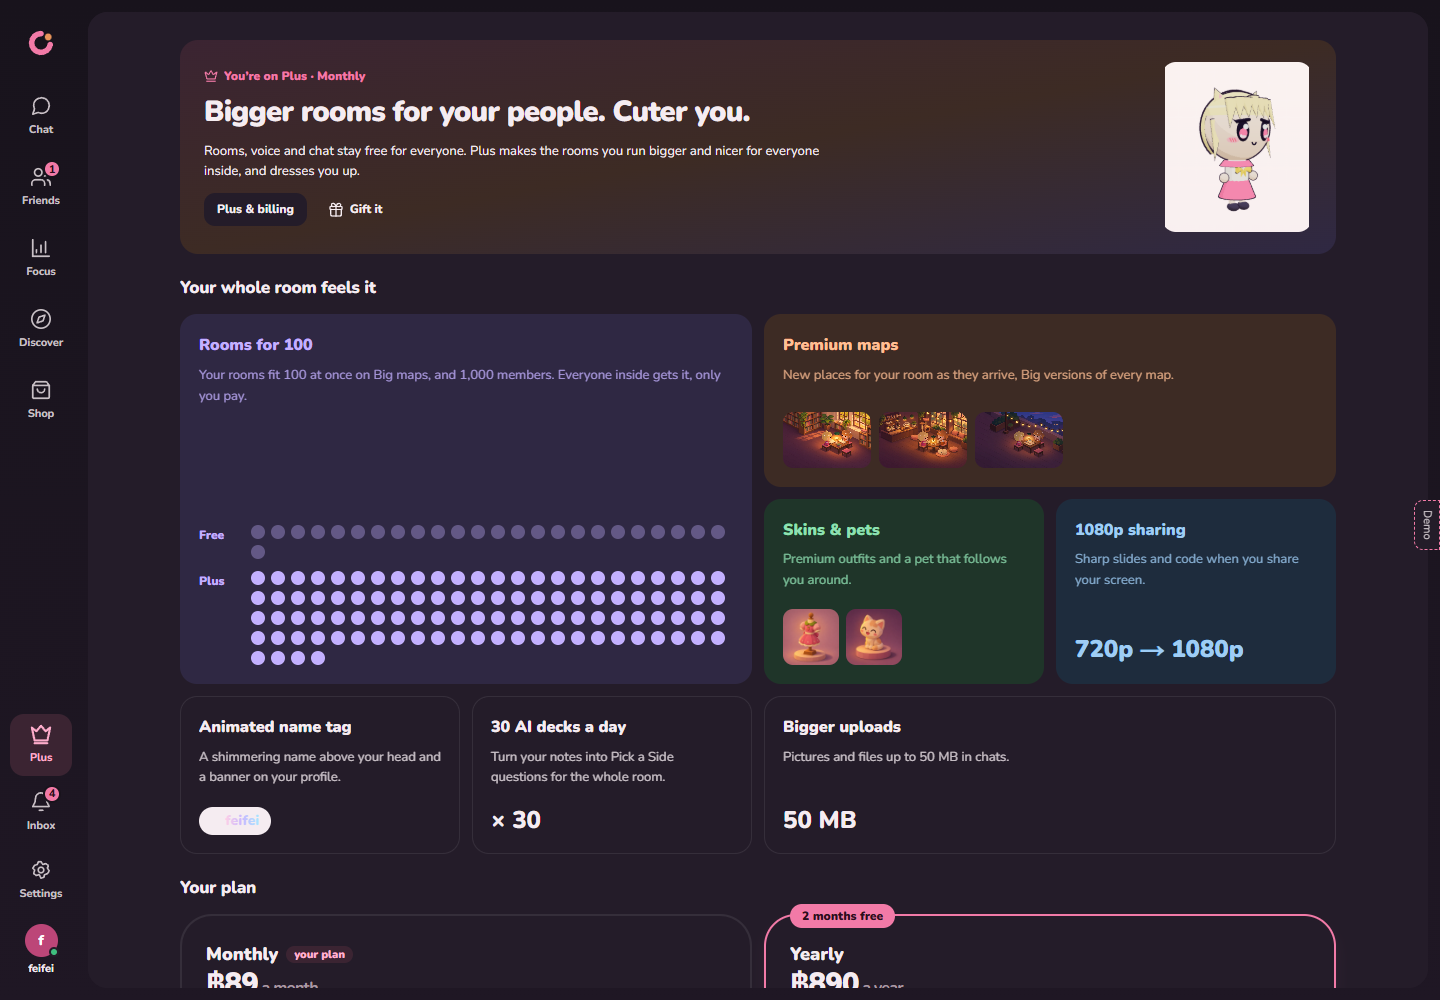 You're on Plus · Monthly
Bigger rooms for your people. Cuter you.
Rooms, voice and chat stay free for everyone. Plus makes the rooms you run bigger and nicer for everyone
inside, and dresses you up.
Plus & billing
Gift it
Chat
1
Friends
Focus
Discover
Shop
Plus
4
Inbox
Settings
f
feifei
Your whole room feels it
Rooms for 100
Your rooms fit 100 at once on Big maps, and 1,000 members. Everyone inside gets it, only
you pay.
Free
Plus
Premium maps
New places for your room as they arrive, Big versions of every map.
Skins & pets
Premium outfits and a pet that follows
you around.
1080p sharing
Sharp slides and code when you share
your screen.
720p → 1080p
Demo
Animated name tag
A shimmering name above your head and
a banner on your profile.
feifei
30 AI decks a day
Turn your notes into Pick a Side
questions for the whole room.
× 30
Bigger uploads
Pictures and files up to 50 MB in chats.
50 MB
Your plan
Monthly
your plan
฿89 a month
2 months free
Yearly
฿890 a year